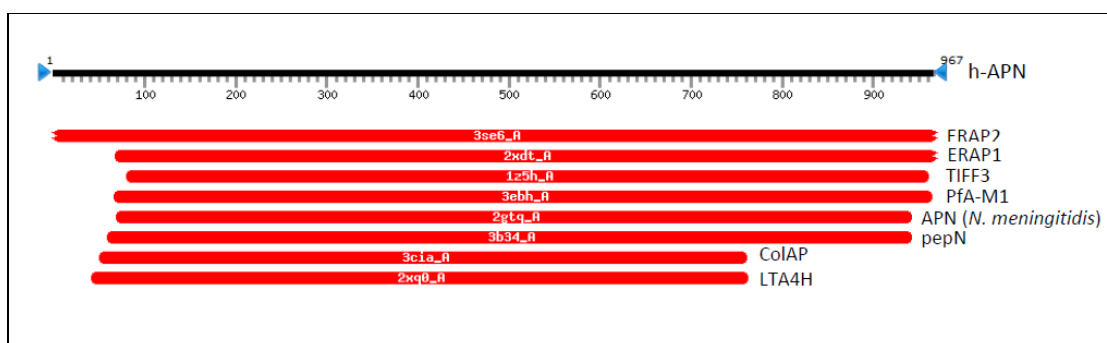 1 967 h-APN
100 200 300 400 500 600 700 800 900
3se6_A FRAP2
2xdt_A ERAP1
1z5h_A TIFF3
3ebh_A PfA-M1
2gtq_A APN (N. meningitidis)
3b34_A pepN
3cia_A ColAP
2xq0_A LTA4H